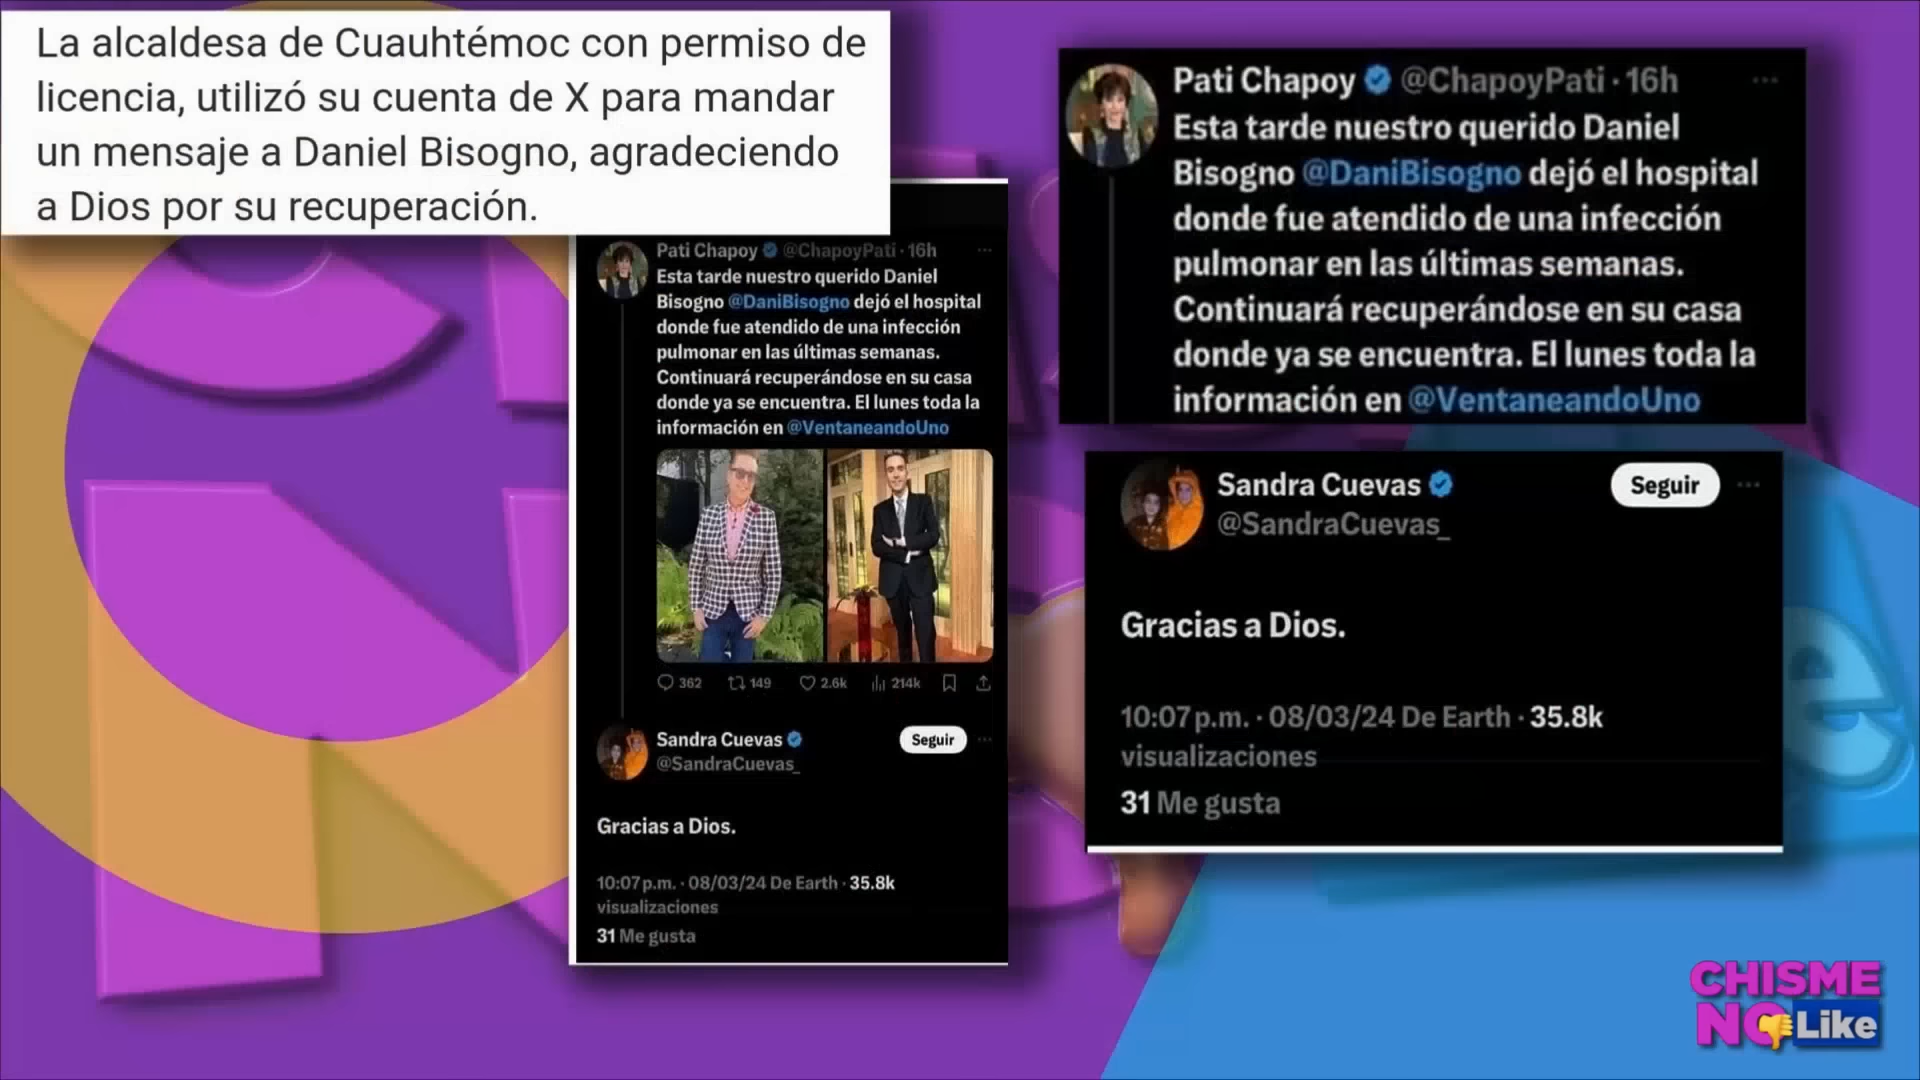 La alcaldesa de Cuauhtémoc con permiso de
licencia, utilizó su cuenta de X para mandar
un mensaje a Daniel Bisogno, agradeciendo
a Dios por su recuperación.
Pati Chapoy @ChapoyPati · 16h
Esta tarde nuestro querido Daniel
Bisogno @DaniBisogno dejó el hospital
donde fue atendido de una infección
pulmonar en las últimas semanas.
Continuará recuperándose en su casa
donde ya se encuentra. El lunes toda la
información en @VentaneandoUno
362 149 2.6k 214k
Sandra Cuevas Seguir
@SandraCuevas_
Gracias a Dios.
10:07 p.m. · 08/03/24 De Earth · 35.8k
visualizaciones
31 Me gusta
Pati Chapoy @ChapoyPati · 16h
Esta tarde nuestro querido Daniel
Bisogno @DaniBisogno dejó el hospital
donde fue atendido de una infección
pulmonar en las últimas semanas.
Continuará recuperándose en su casa
donde ya se encuentra. El lunes toda la
información en @VentaneandoUno
Sandra Cuevas Seguir
@SandraCuevas_
Gracias a Dios.
10:07 p.m. · 08/03/24 De Earth · 35.8k
visualizaciones
31 Me gusta
CHISME
NO Like